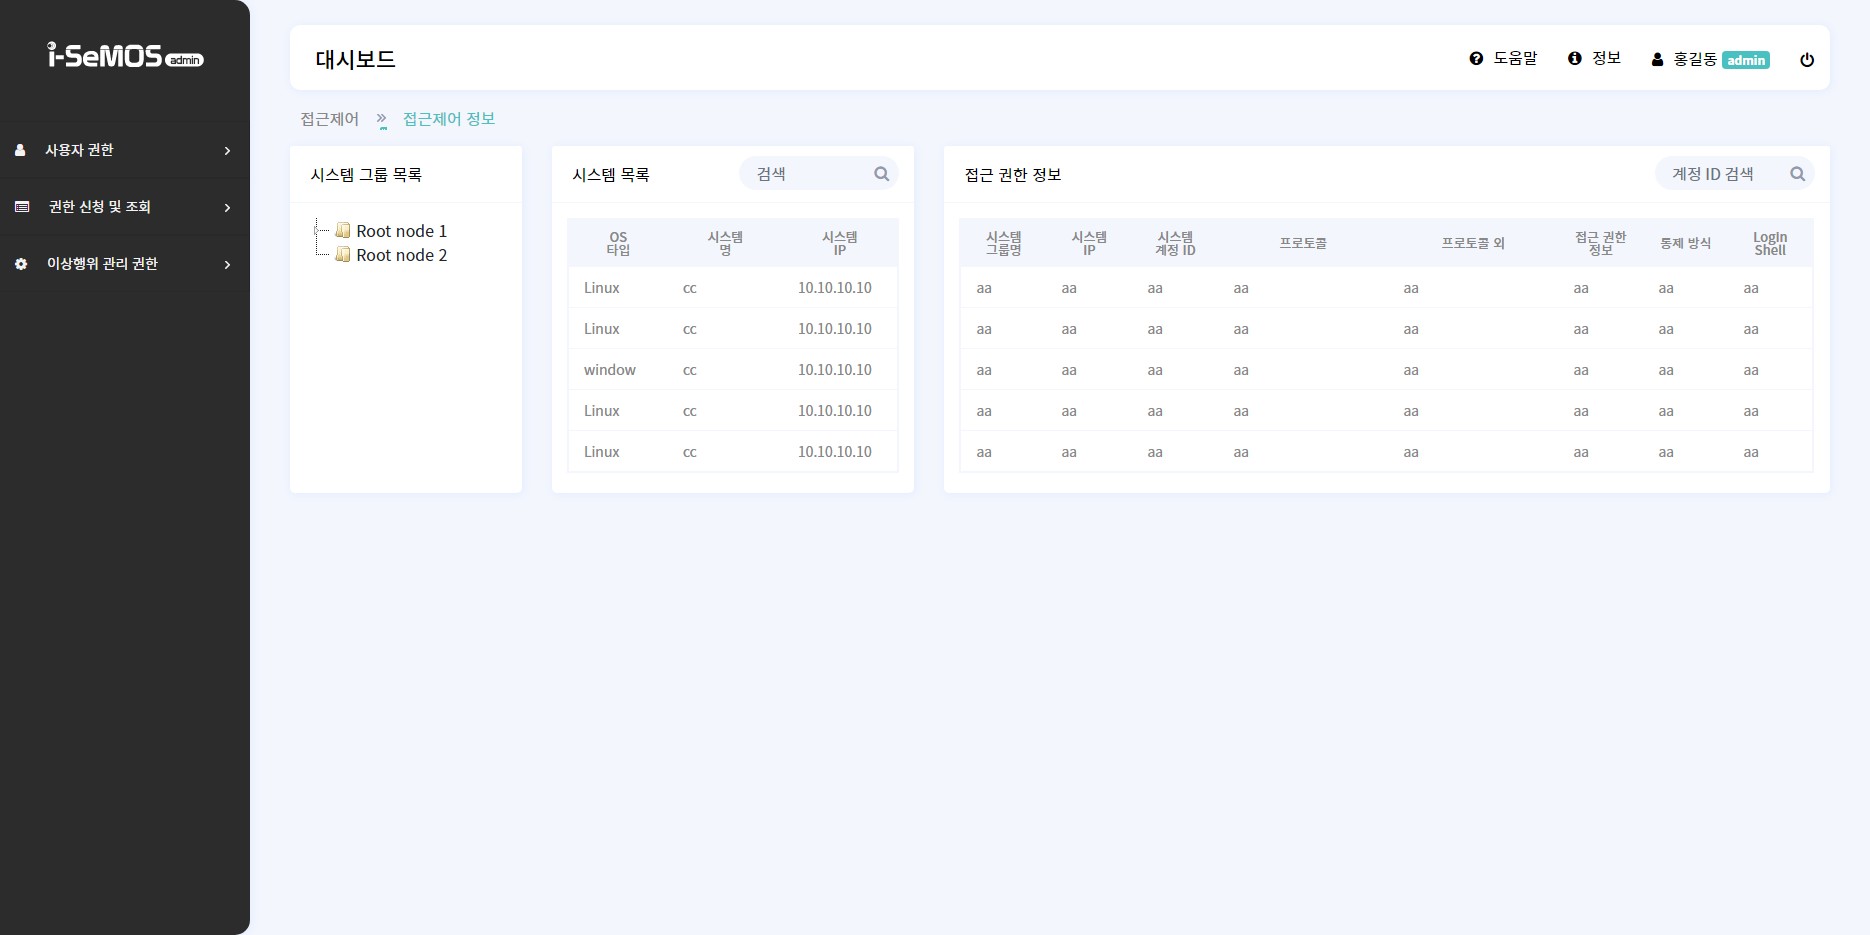 i-SeMOS admin
사용자 권한
권한 신청 및 조회
이상행위 관리 권한
대시보드
도움말 정보 홍길동 admin
접근제어 » 접근제어 정보
시스템 그룹 목록
Root node 1
Root node 2
시스템 목록 검색
OS 타입 시스템 명 시스템 IP
Linux cc 10.10.10.10
Linux cc 10.10.10.10
window cc 10.10.10.10
Linux cc 10.10.10.10
Linux cc 10.10.10.10
접근 권한 정보 계정 ID 검색
시스템 그룹명 시스템 IP 시스템 계정 ID 프로토콜 프로토콜 외 접근 권한 정보 통제 방식 LogIn Shell
aa aa aa aa aa aa aa aa
aa aa aa aa aa aa aa aa
aa aa aa aa aa aa aa aa
aa aa aa aa aa aa aa aa
aa aa aa aa aa aa aa aa